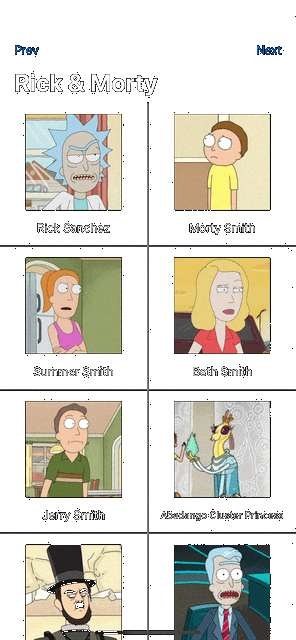 Prev Next
Rick & Morty
Rick Sanchez Morty Smith
Summer Smith Beth Smith
Jerry Smith Abadango Cluster Princess